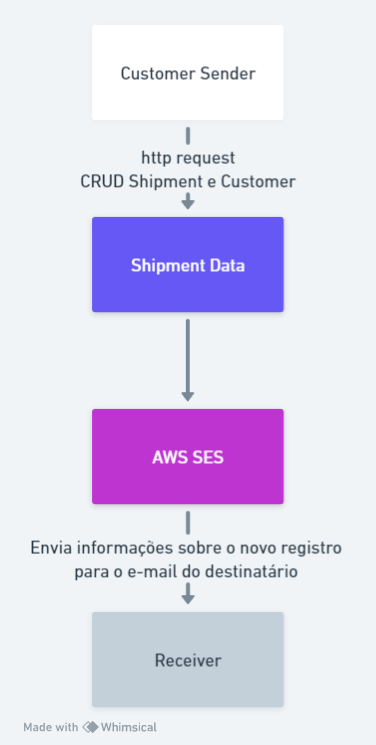 Customer Sender
http request
CRUD Shipment e Customer
Shipment Data
AWS SES
Envia informações sobre o novo registro
para o e-mail do destinatário
Receiver
Made with Whimsical